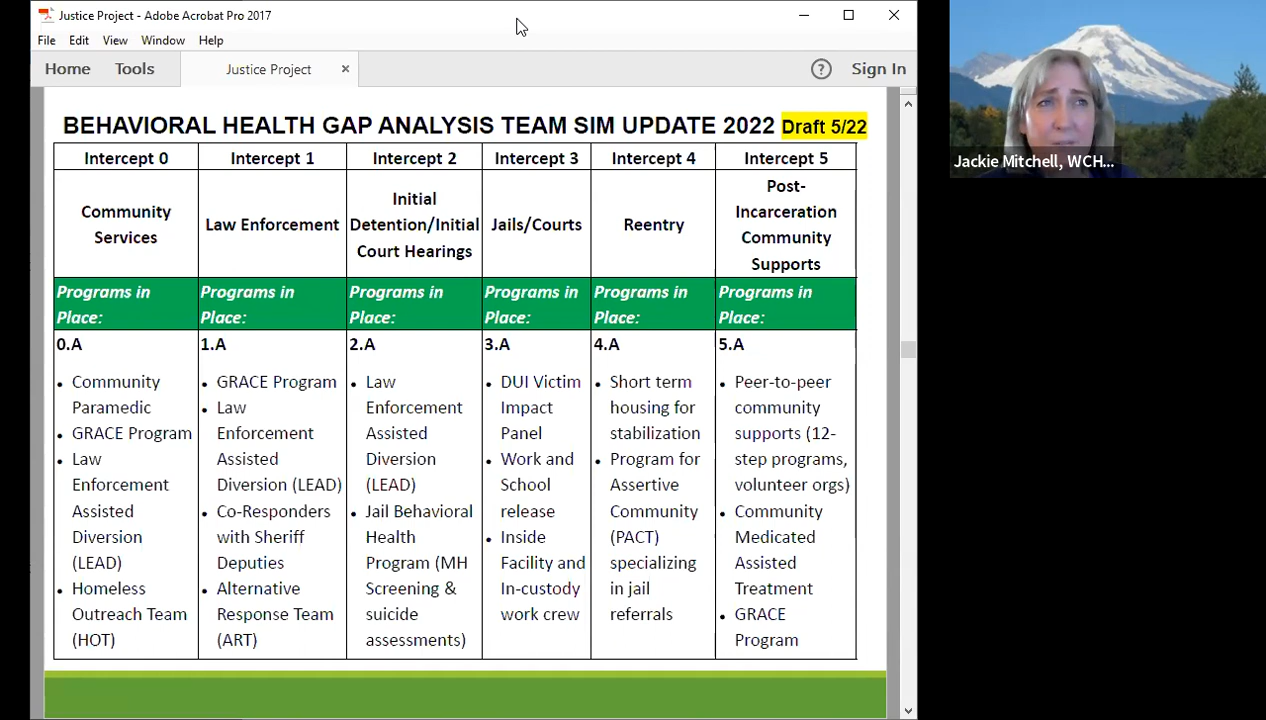 Justice Project - Adobe Acrobat Pro 2017
File Edit View Window Help
Home Tools Justice Project × ? Sign In
BEHAVIORAL HEALTH GAP ANALYSIS TEAM SIM UPDATE 2022 Draft 5/22
Intercept 0
Community
Services
Programs in
Place:
0.A
• Community
Paramedic
• GRACE Program
• Law
Enforcement
Assisted
Diversion
(LEAD)
• Homeless
Outreach Team
(HOT)
Intercept 1
Law Enforcement
Programs in
Place:
1.A
• GRACE Program
• Law
Enforcement
Assisted
Diversion (LEAD)
• Co-Responders
with Sheriff
Deputies
• Alternative
Response Team
(ART)
Intercept 2
Initial
Detention/Initial
Court Hearings
Programs in
Place:
2.A
• Law
Enforcement
Assisted
Diversion
(LEAD)
• Jail Behavioral
Health
Program (MH
Screening &
suicide
assessments)
Intercept 3
Jails/Courts
Programs in
Place:
3.A
• DUI Victim
Impact
Panel
• Work and
School
release
• Inside
Facility and
In-custody
work crew
Intercept 4
Reentry
Programs in
Place:
4.A
• Short term
housing for
stabilization
• Program for
Assertive
Community
(PACT)
specializing
in jail
referrals
Intercept 5
Post-
Incarceration
Community
Supports
Programs in
Place:
5.A
• Peer-to-peer
community
supports (12-
step programs,
volunteer orgs)
• Community
Medicated
Assisted
Treatment
• GRACE
Program
Jackie Mitchell, WCH...